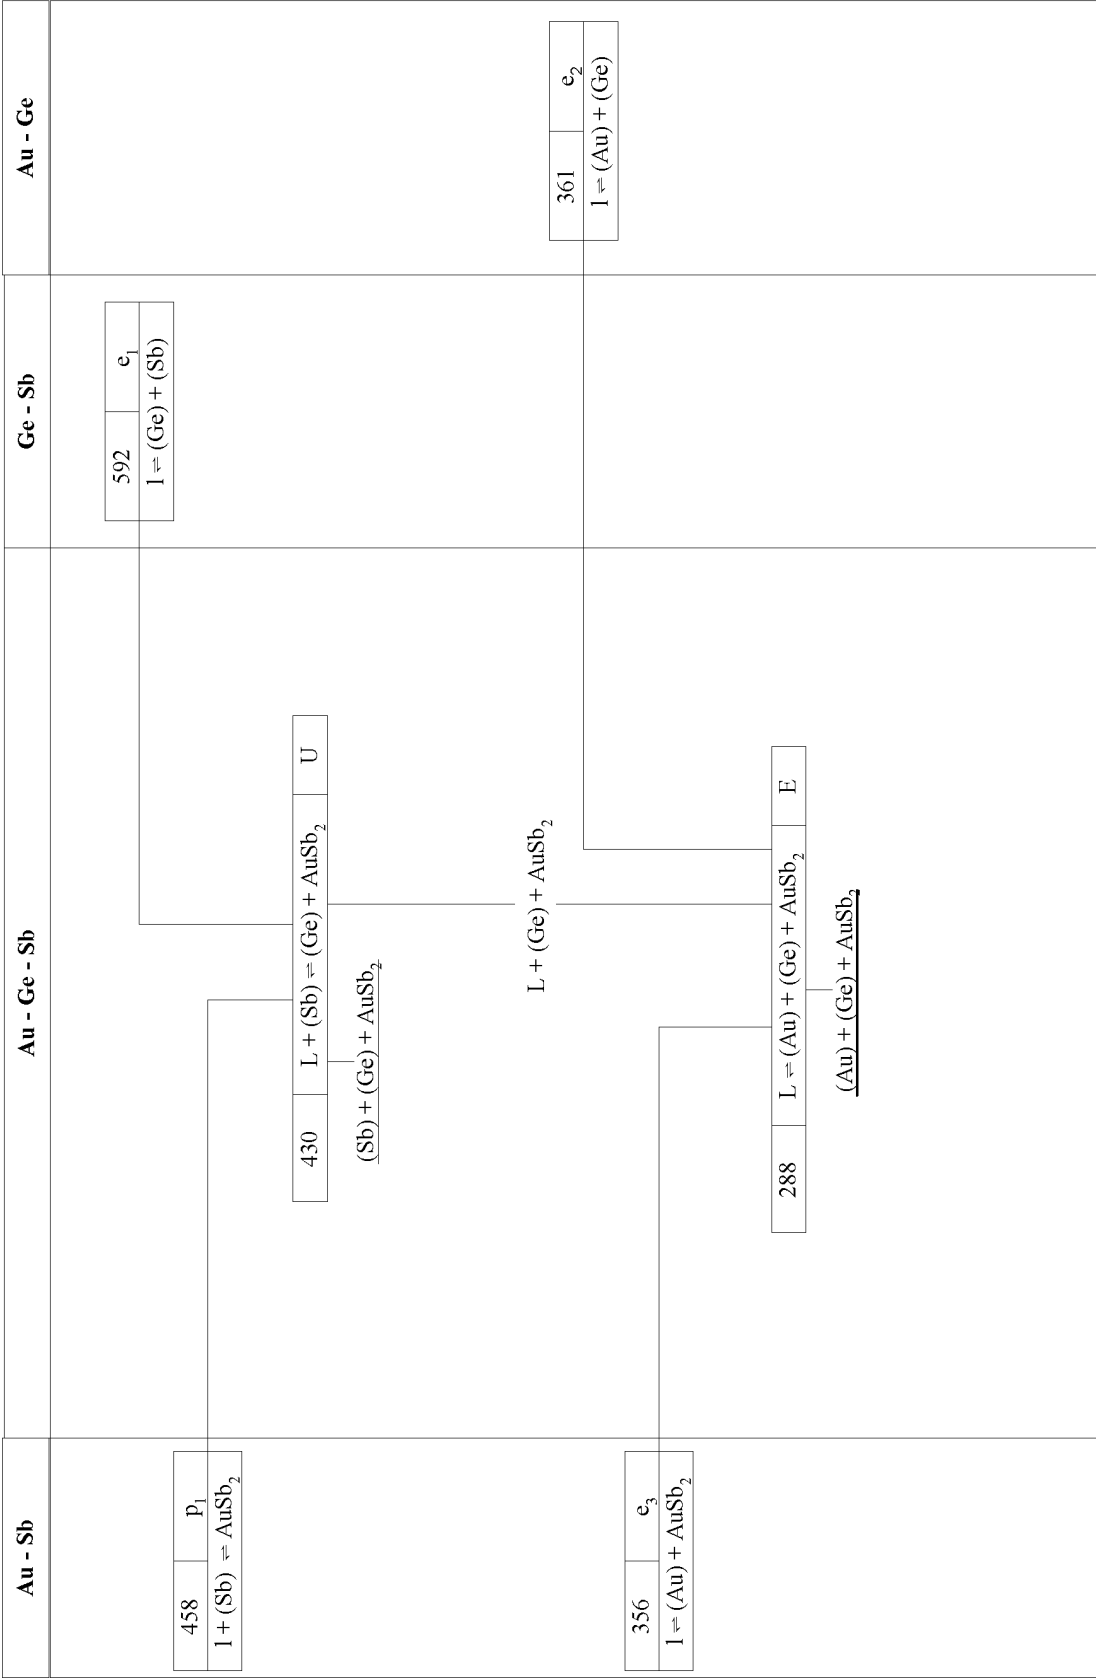 Au - Sb
Au - Ge - Sb
Ge - Sb
Au - Ge
592 e₁
l ⇌ (Ge) + (Sb)
458 p₁
l + (Sb) ⇌ AuSb₂
430 L + (Sb) ⇌ (Ge) + AuSb₂ U
(Sb) + (Ge) + AuSb₂
L + (Ge) + AuSb₂
361 e₂
l ⇌ (Au) + (Ge)
356 e₃
l ⇌ (Au) + AuSb₂
288 L ⇌ (Au) + (Ge) + AuSb₂ E
(Au) + (Ge) + AuSb₂